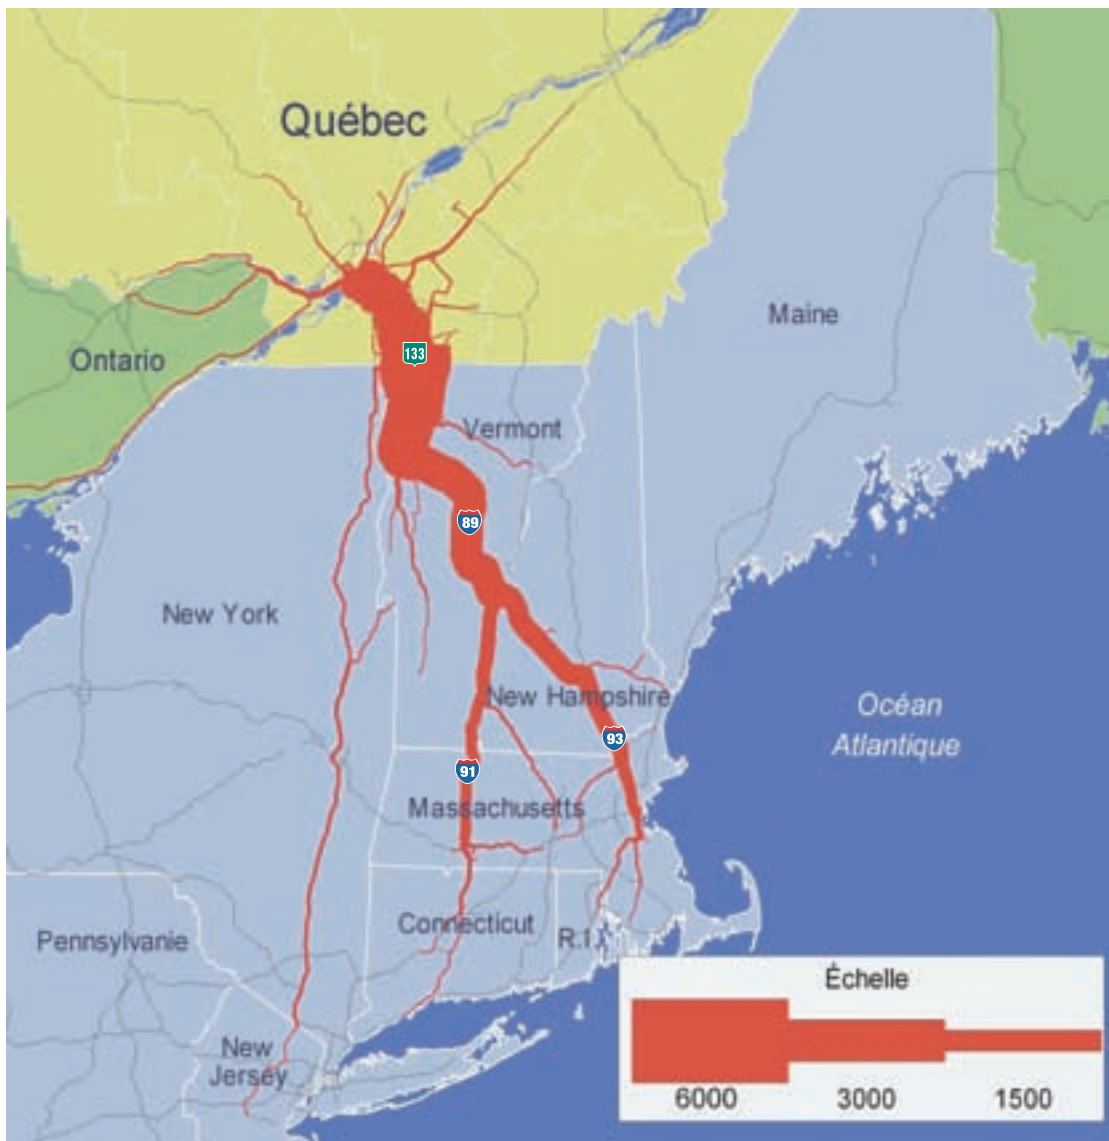 Québec
Maine
133
Ontario
Vermont
89
New York
New Hampshire
Océan
Atlantique
93
91
Massachusetts
Connecticut
R.I.
Pennsylvanie
Échelle
New
Jersey
6000 3000 1500